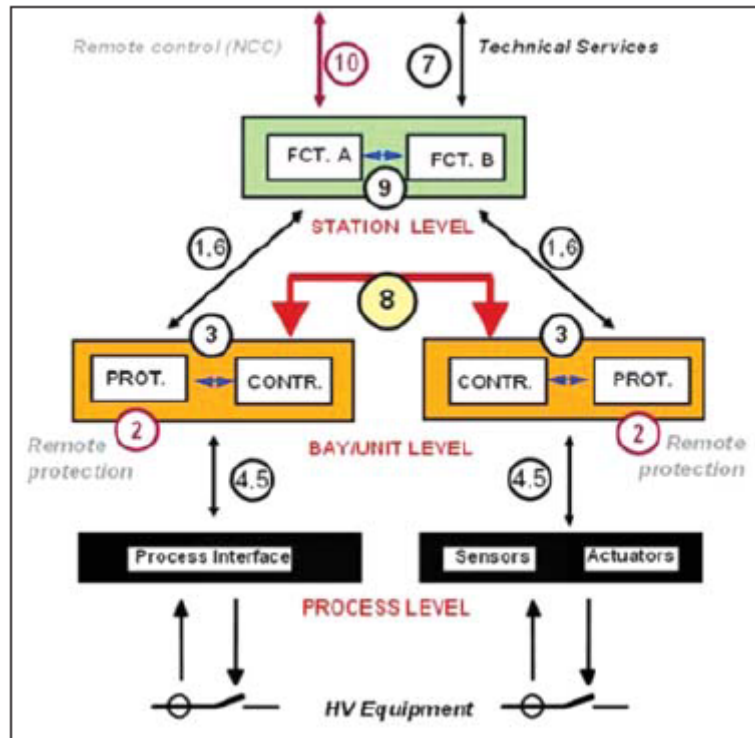 Remote control (NCC)
10
7
Technical Services
FCT. A
FCT. B
9
STATION LEVEL
1,6
1,6
8
3
3
PROT.
CONTR.
CONTR.
PROT.
2
2
Remote
protection
BAY/UNIT LEVEL
Remote
protection
4.5
4.5
Process Interface
Sensors
Actuators
PROCESS LEVEL
HV Equipment